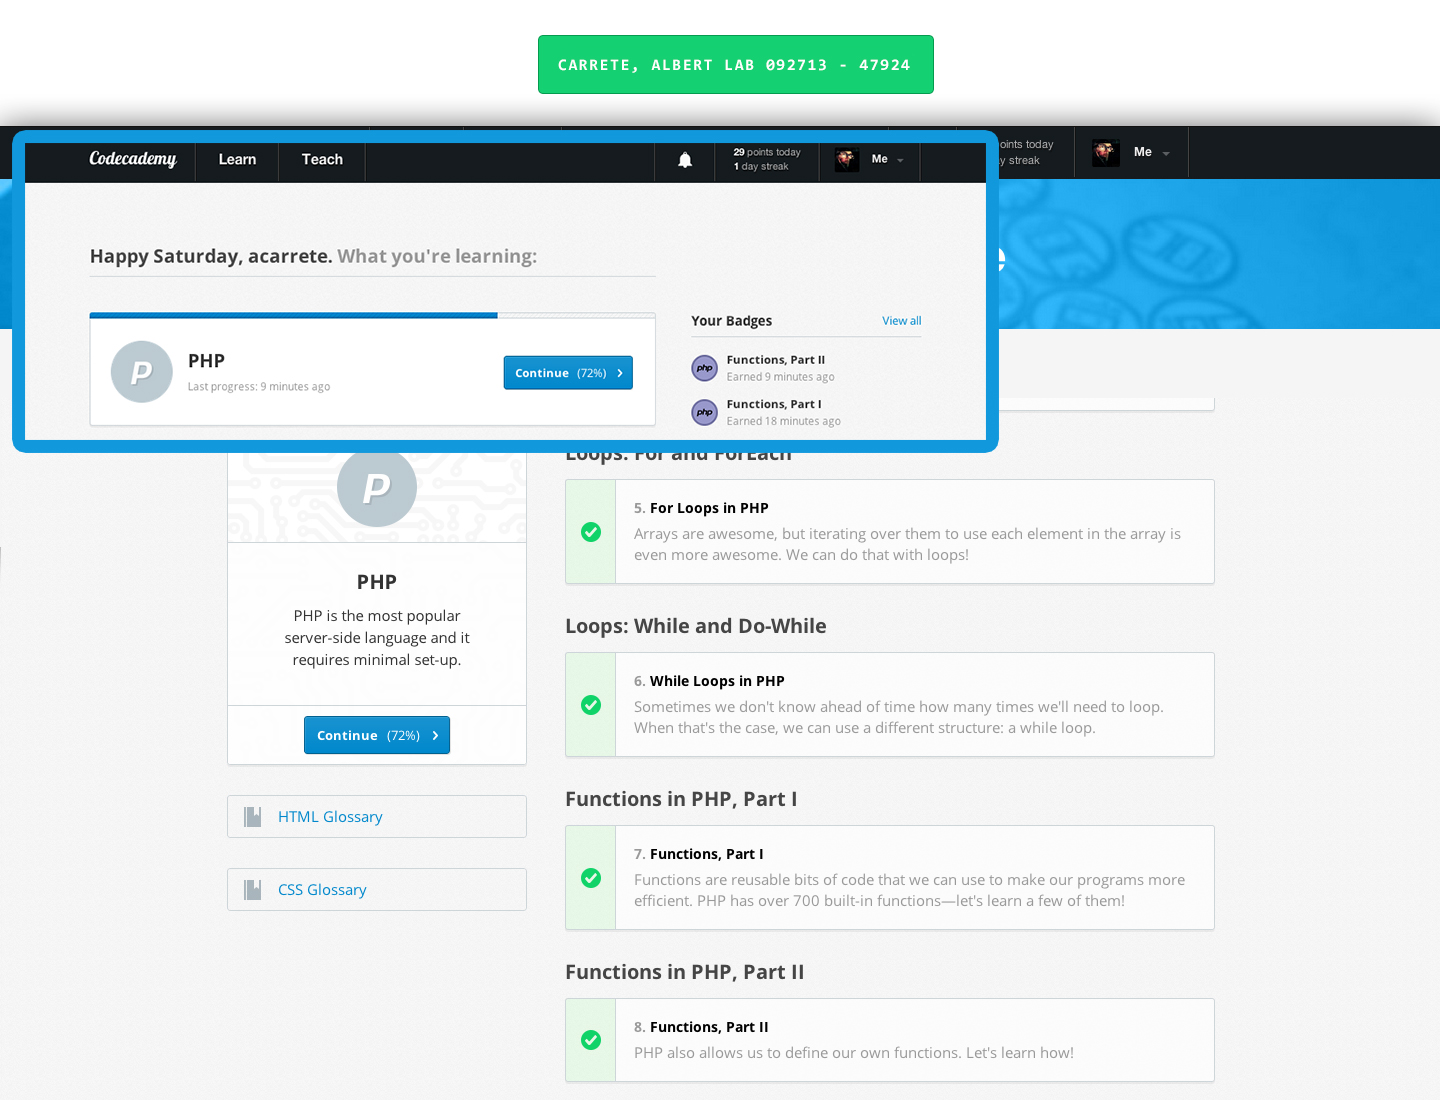 CARRETE, ALBERT LAB 092713 - 47924
Codecademy Learn Teach
29 points today
1 day streak
Me
oints today
ay streak
Me
e
Happy Saturday, acarrete. What you're learning:
PHP
Last progress: 9 minutes ago
Continue (72%)
Your Badges View all
php
Functions, Part II
Earned 9 minutes ago
php
Functions, Part I
Earned 18 minutes ago
P
P
PHP
PHP is the most popular
server-side language and it
requires minimal set-up.
Continue (72%)
HTML Glossary
CSS Glossary
Loops: For and ForEach
5. For Loops in PHP
Arrays are awesome, but iterating over them to use each element in the array is
even more awesome. We can do that with loops!
Loops: While and Do-While
6. While Loops in PHP
Sometimes we don't know ahead of time how many times we'll need to loop.
When that's the case, we can use a different structure: a while loop.
Functions in PHP, Part I
7. Functions, Part I
Functions are reusable bits of code that we can use to make our programs more
efficient. PHP has over 700 built-in functions—let's learn a few of them!
Functions in PHP, Part II
8. Functions, Part II
PHP also allows us to define our own functions. Let's learn how!